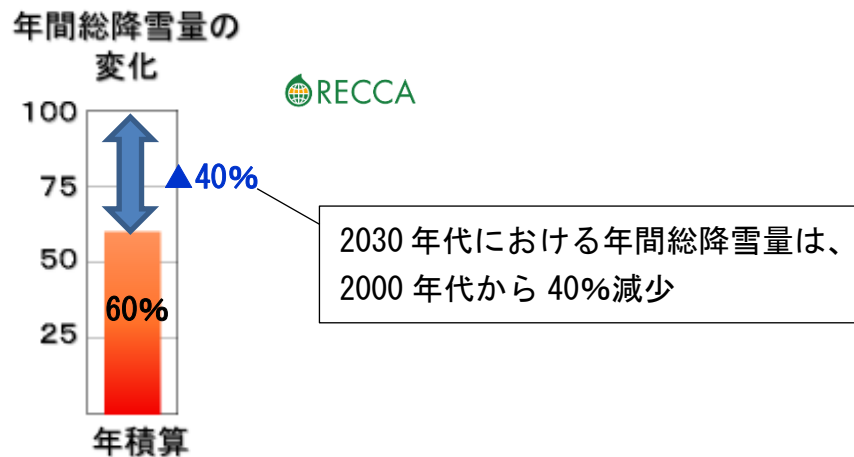 年間総降雪量の
変化
RECCA
100
75
50
25
▲40%
60%
年積算
2030 年代における年間総降雪量は、
2000 年代から 40%減少